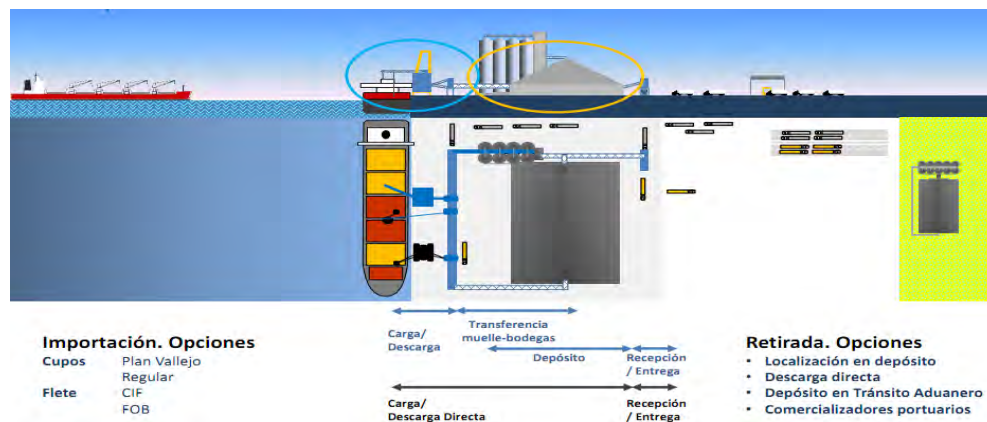 Carga/
Descarga
Transferencia
muelle-bodegas
Depósito
Recepción
/ Entrega
Carga/
Descarga Directa
Recepción
/ Entrega
Importación. Opciones
Cupos Plan Vallejo
Regular
Flete CIF
FOB
Retirada. Opciones
• Localización en depósito
• Descarga directa
• Depósito en Tránsito Aduanero
• Comercializadores portuarios